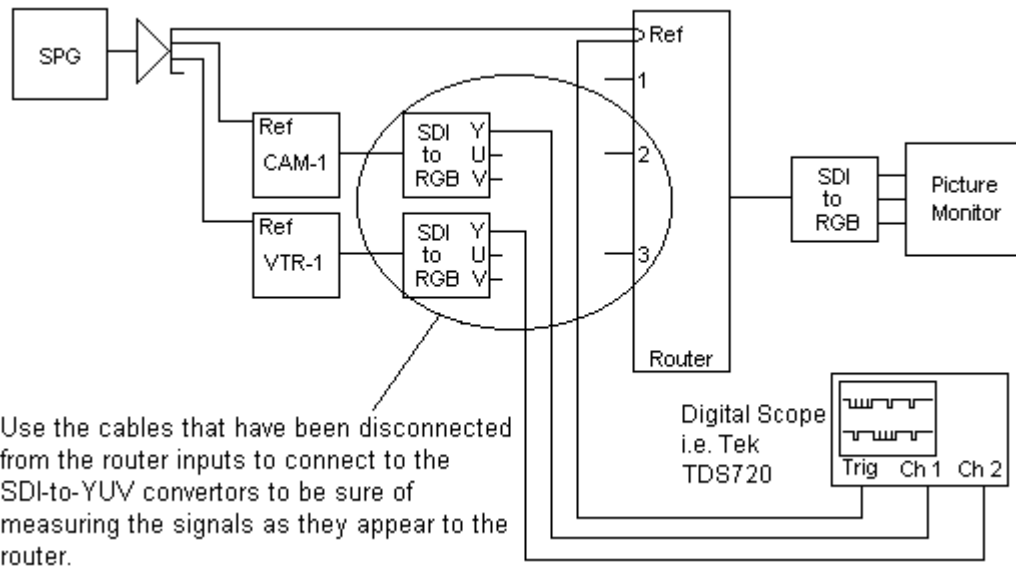 SPG
Ref
1
2
3
Router
Ref
CAM-1
SDI Y
to U
RGB V
Ref
VTR-1
SDI Y
to U
RGB V
SDI
to
RGB
Picture
Monitor
Use the cables that have been disconnected
from the router inputs to connect to the
SDI-to-YUV convertors to be sure of
measuring the signals as they appear to the
router.
Digital Scope
i.e. Tek
TDS720
Trig Ch 1 Ch 2